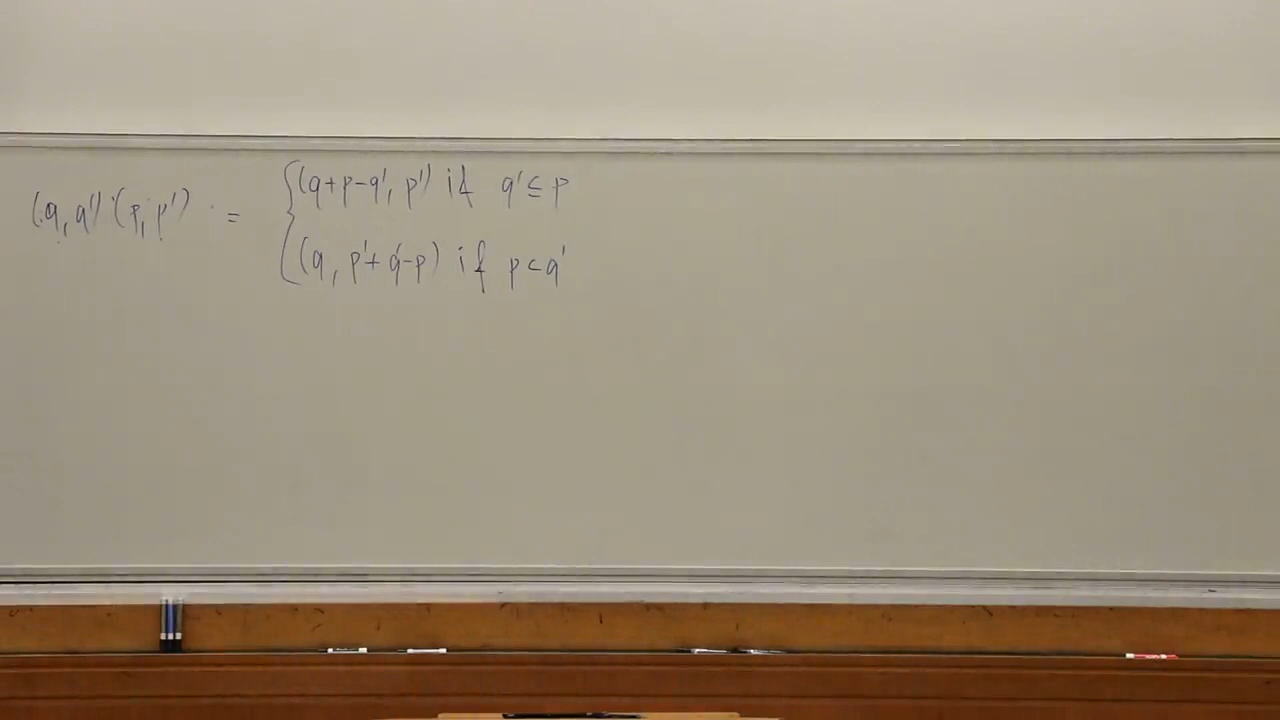 (q, q')·(p, p') = { (q+p-q', p') if q' ≤ p
(q, p'+q'-p) if p < q'